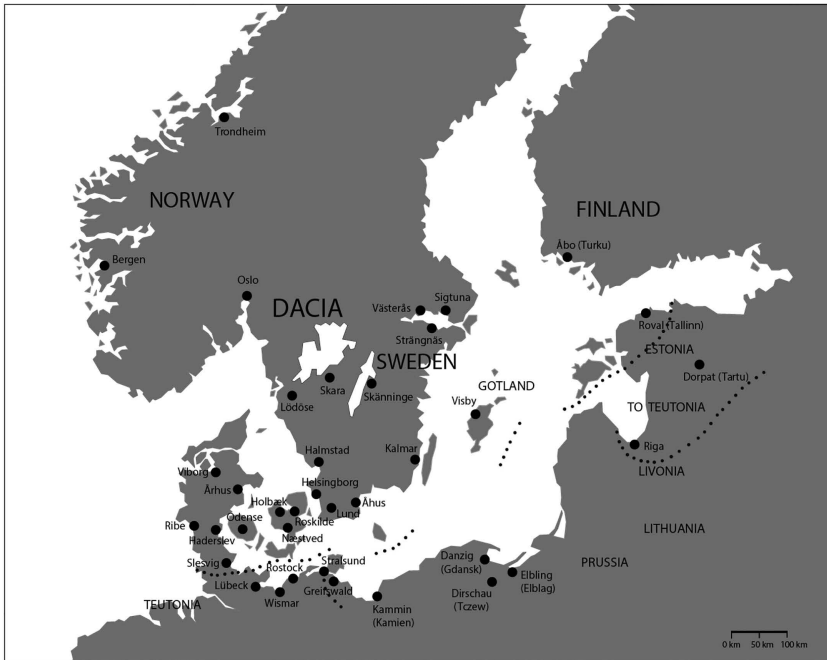 Trondheim
NORWAY
FINLAND
Bergen
Åbo (Turku)
Oslo
DACIA
Västerås
Sigtuna
Strängnäs
Roval (Tallinn)
ESTONIA
SWEDEN
Dorpat (Tartu)
Skara
Skänninge
GOTLAND
Lödöse
Visby
TO TEUTONIA
Halmstad
Kalmar
Riga
Viborg
LIVONIA
Helsingborg
Århus
Holbæk
Åhus
Ribe
Odense
Roskilde
Lund
LITHUANIA
Haderslev
Næstved
Slesvig
Stralsund
Danzig
(Gdansk)
PRUSSIA
Rostock
Elbling
(Elblag)
Lübeck
Greifswald
Dirschau
(Tczew)
TEUTONIA
Wismar
Kammin
(Kamien)
0 km
50 km
100 km